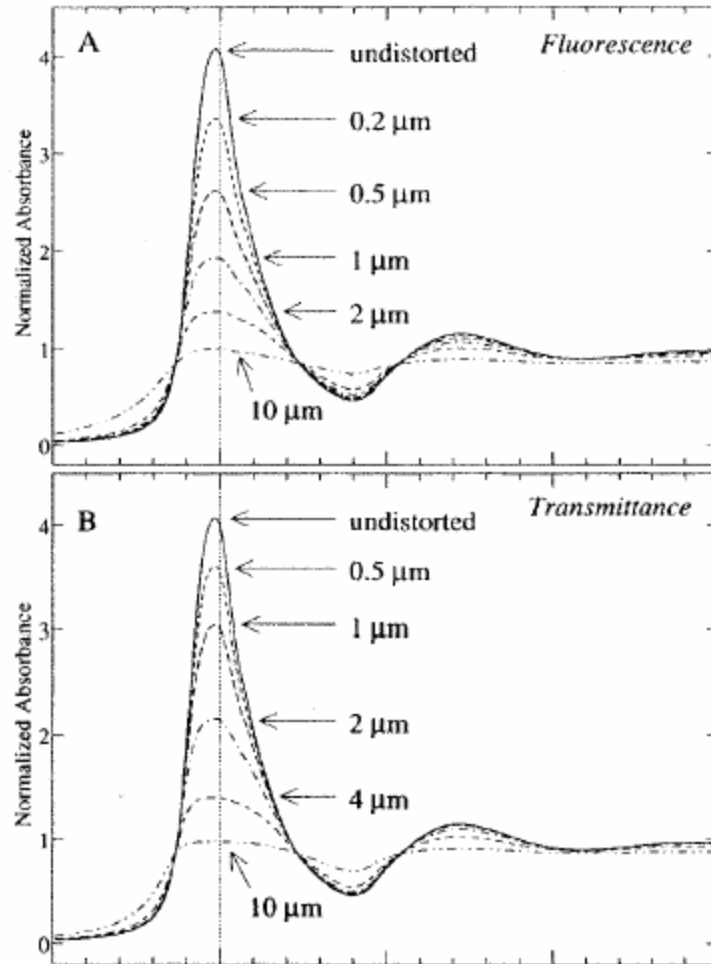 A
Fluorescence
undistorted
0.2 µm
0.5 µm
1 µm
2 µm
10 µm
Normalized Absorbance
4
3
2
1
0
B
Transmittance
undistorted
0.5 µm
1 µm
2 µm
4 µm
10 µm
Normalized Absorbance
4
3
2
1
0